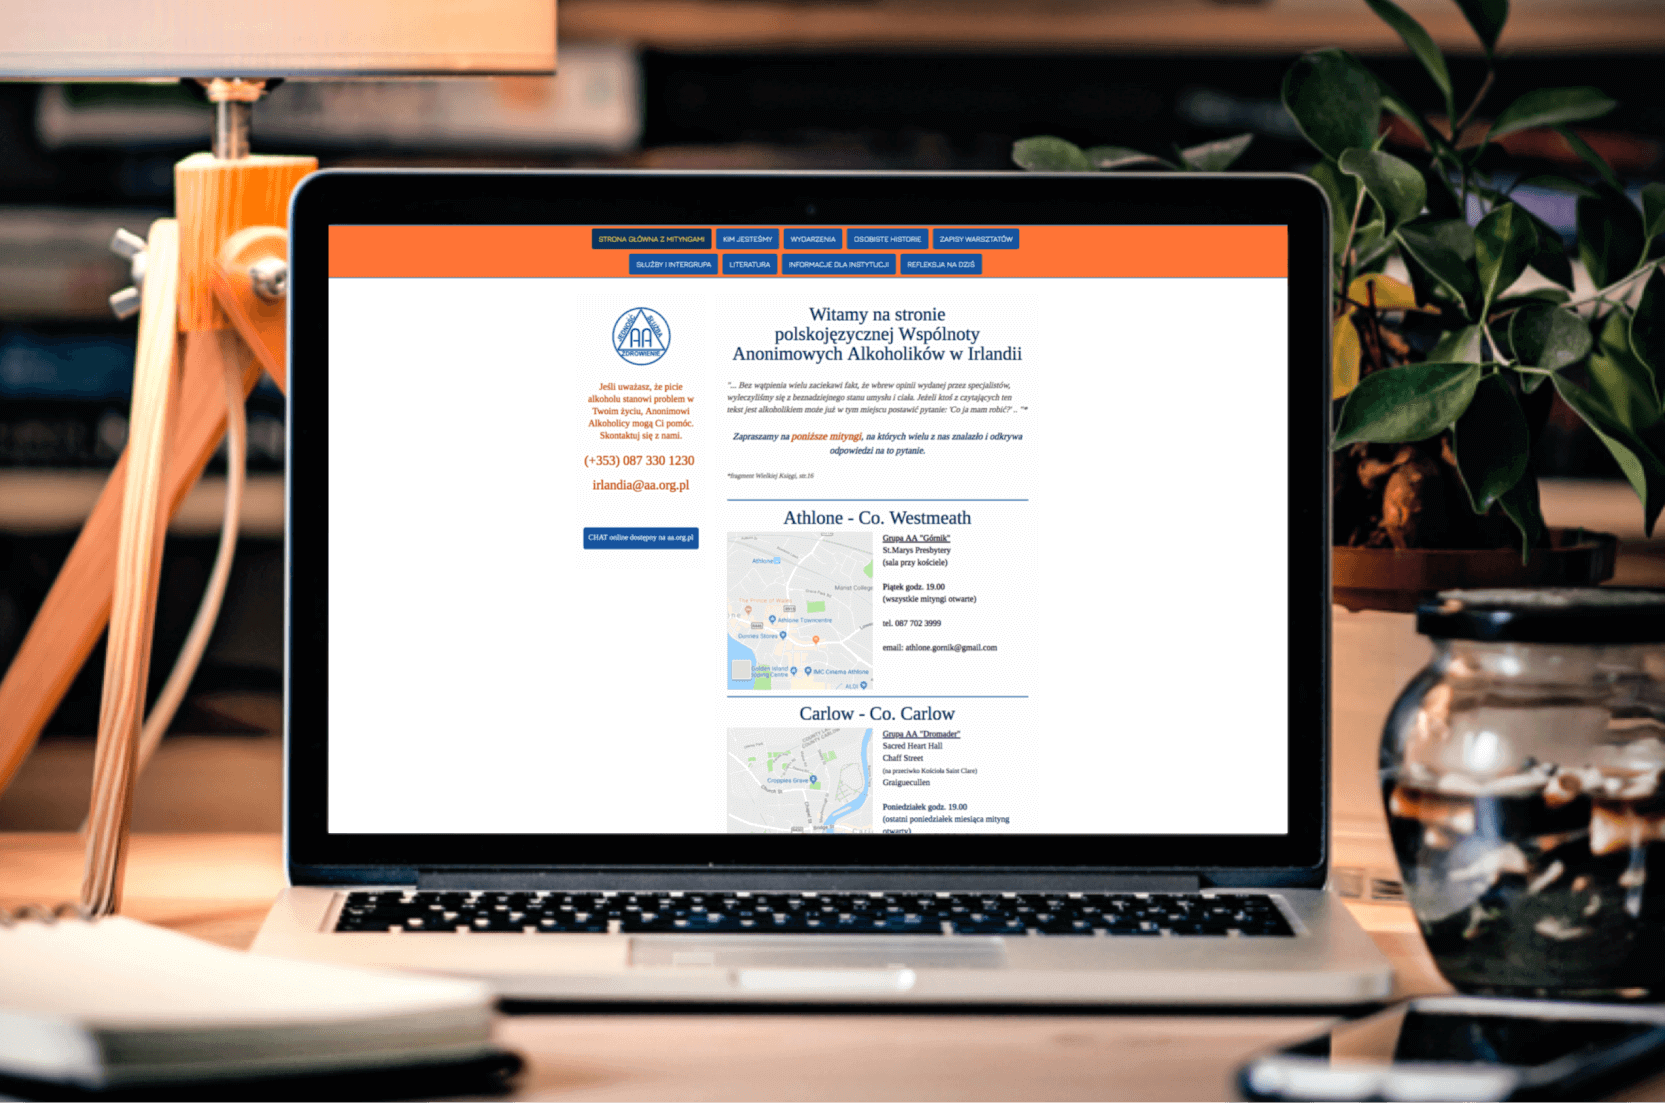 STRONA GŁÓWNA Z MITYNGAMI
KIM JESTEŚMY
WYDARZENIA
OSOBISTE HISTORIE
ZAPISY WARSZTATÓW
SŁUŻBY I INTERGRUPA
LITERATURA
INFORMACJE DLA INSTYTUCJI
REFLEKSJA NA DZIŚ
JEDNOŚĆ
SŁUŻBA
AA
ZDROWIENIE
Jeśli uważasz, że picie
alkoholu stanowi problem w
Twoim życiu, Anonimowi
Alkoholicy mogą Ci pomóc.
Skontaktuj się z nami.
(+353) 087 330 1230
irlandia@aa.org.pl
CHAT online dostępny na aa.org.pl
Witamy na stronie
polskojęzycznej Wspólnoty
Anonimowych Alkoholików w Irlandii
"... Bez wątpienia wielu zaciekawi fakt, że wbrew opinii wydanej przez specjalistów,
wyleczyliśmy się z beznadziejnego stanu umysłu i ciała. Jeżeli ktoś z czytających ten
tekst jest alkoholikiem może już w tym miejscu postawić pytanie: 'Co ja mam robić?' .. "*
Zapraszamy na poniższe mityngi, na których wielu z nas znalazło i odkrywa
odpowiedzi na to pytanie.
*fragment Wielkiej Księgi, str.16
Athlone - Co. Westmeath
Athlone
Marist College
The Prince of Wales
Athlone Towncentre
Dunnes Stores
Golden Island
Shopping Centre
IMC Cinema Athlone
ALDI
Grupa AA "Górnik"
St.Marys Presbytery
(sala przy kościele)
Piątek godz. 19.00
(wszystkie mityngi otwarte)
tel. 087 702 3999
email: athlone.gornik@gmail.com
Carlow - Co. Carlow
COUNTY CARLOW
Croppies Grave
Church St
Chapel St
Bridge St
Grupa AA "Dromader"
Sacred Heart Hall
Chaff Street
(na przeciwko Kościoła Saint Clare)
Graiguecullen
Poniedziałek godz. 19.00
(ostatni poniedziałek miesiąca mityng
otwarty)